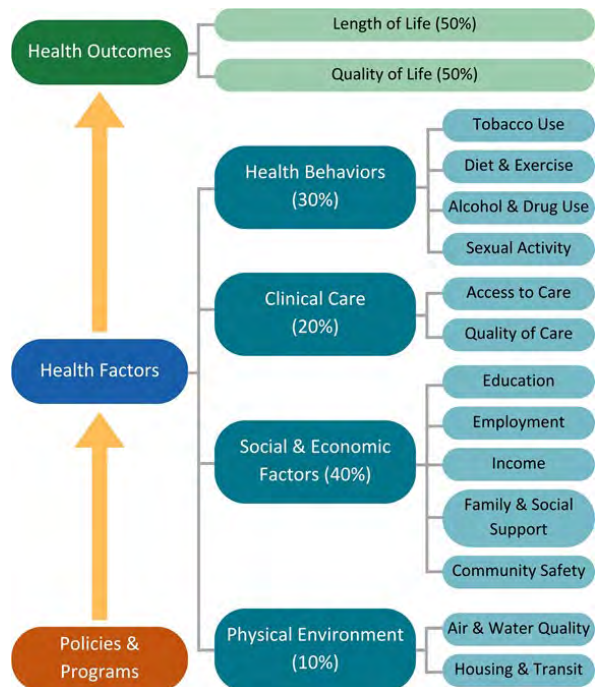 Health Outcomes
Length of Life (50%)
Quality of Life (50%)
Health Factors
Health Behaviors
(30%)
Tobacco Use
Diet & Exercise
Alcohol & Drug Use
Sexual Activity
Clinical Care
(20%)
Access to Care
Quality of Care
Social & Economic
Factors (40%)
Education
Employment
Income
Family & Social
Support
Community Safety
Physical Environment
(10%)
Air & Water Quality
Housing & Transit
Policies &
Programs